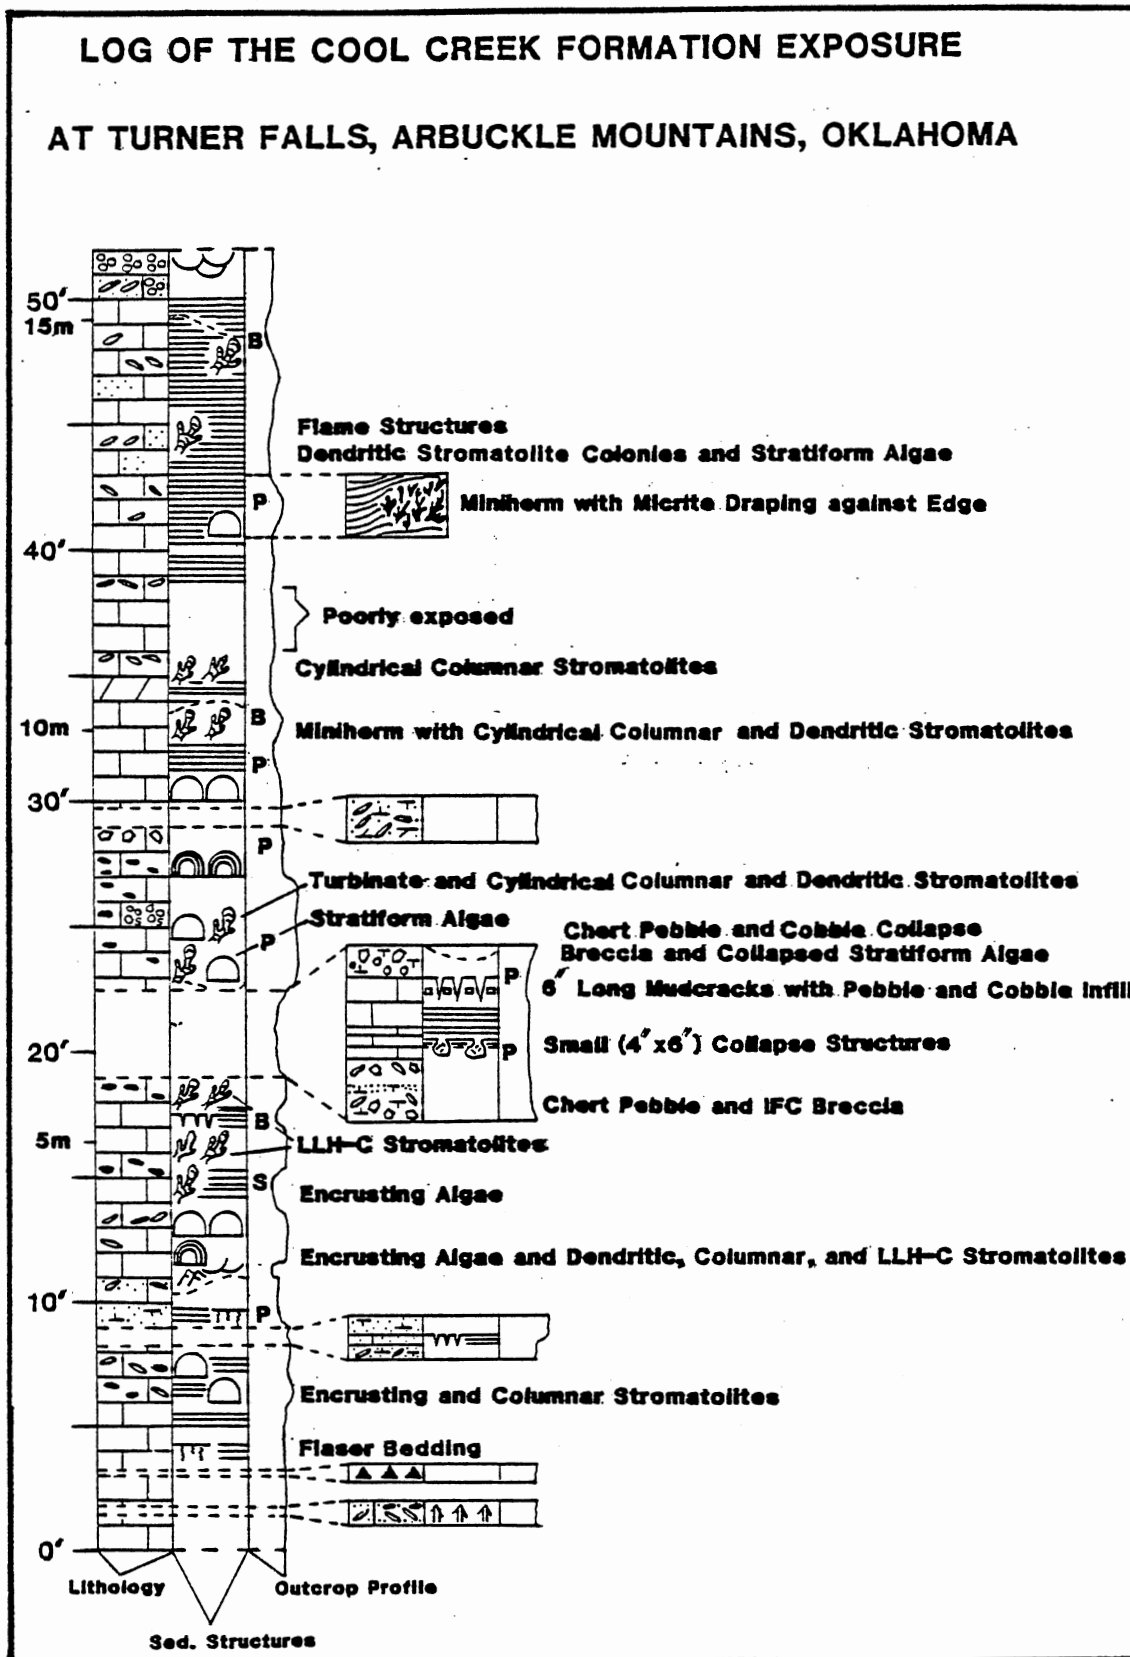 LOG OF THE COOL CREEK FORMATION EXPOSURE
AT TURNER FALLS, ARBUCKLE MOUNTAINS, OKLAHOMA
50'
15m
B
Flame Structures
Dendritic Stromatolite Colonies and Stratiform Algae
P
Miniherm with Micrite Draping against Edge
40'
Poorly exposed
Cylindrical Columnar Stromatolites
B
10m
Miniherm with Cylindrical Columnar and Dendritic Stromatolites
P
30'
P
Turbinate and Cylindrical Columnar and Dendritic Stromatolites
Stratiform Algae
P
Chert Pebble and Cobble Collapse
Breccia and Collapsed Stratiform Algae
P
6" Long Mudcracks with Pebble and Cobble Infill
20'
P
Small (4"x6") Collapse Structures
Chert Pebble and IFC Breccia
B
5m
LLH-C Stromatolites
S
Encrusting Algae
Encrusting Algae and Dendritic, Columnar, and LLH-C Stromatolites
10'
P
Encrusting and Columnar Stromatolites
Flaser Bedding
0'
Lithology
Outcrop Profile
Sed. Structures